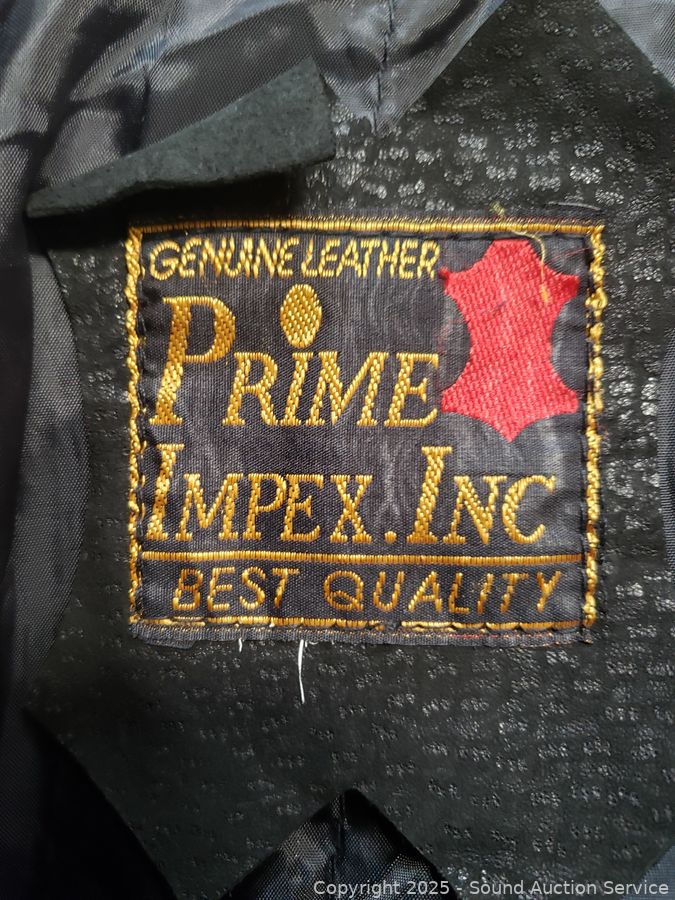 GENUINE LEATHER
PRIME
IMPEX.INC
BEST QUALITY
Copyright 2025 - Sound Auction Service